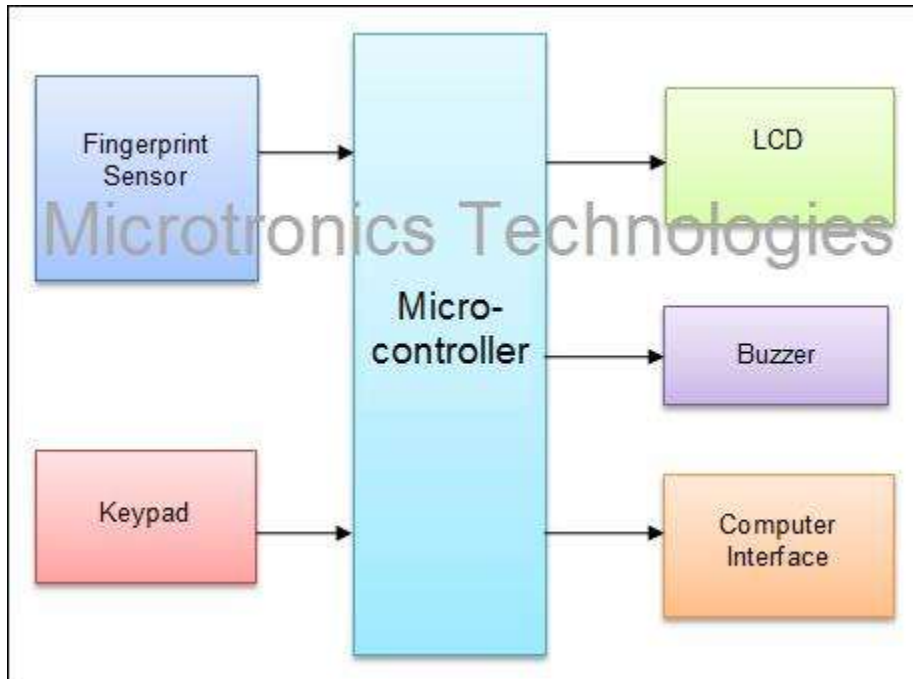 Fingerprint
Sensor
LCD
Microtronics Technologies
Micro-
controller
Buzzer
Keypad
Computer
Interface